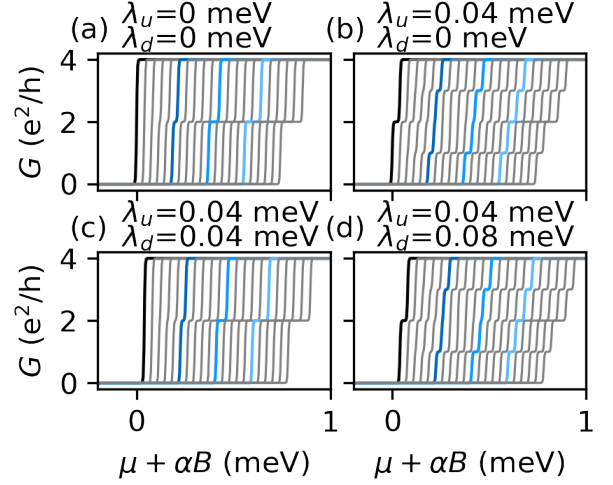 (a) λu=0 meV
λd=0 meV
(b) λu=0.04 meV
λd=0 meV
G (e²/h)
4
2
0
(c) λu=0.04 meV
λd=0.04 meV
(d) λu=0.04 meV
λd=0.08 meV
G (e²/h)
4
2
0
0 1
0 1
μ + αB (meV)
μ + αB (meV)